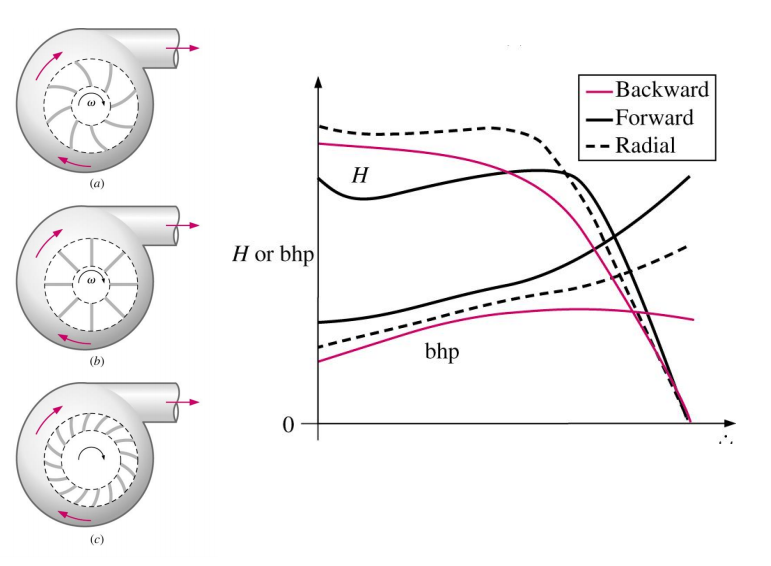 ω
(a)
ω
(b)
(c)
Backward
Forward
Radial
H
H or bhp
bhp
0